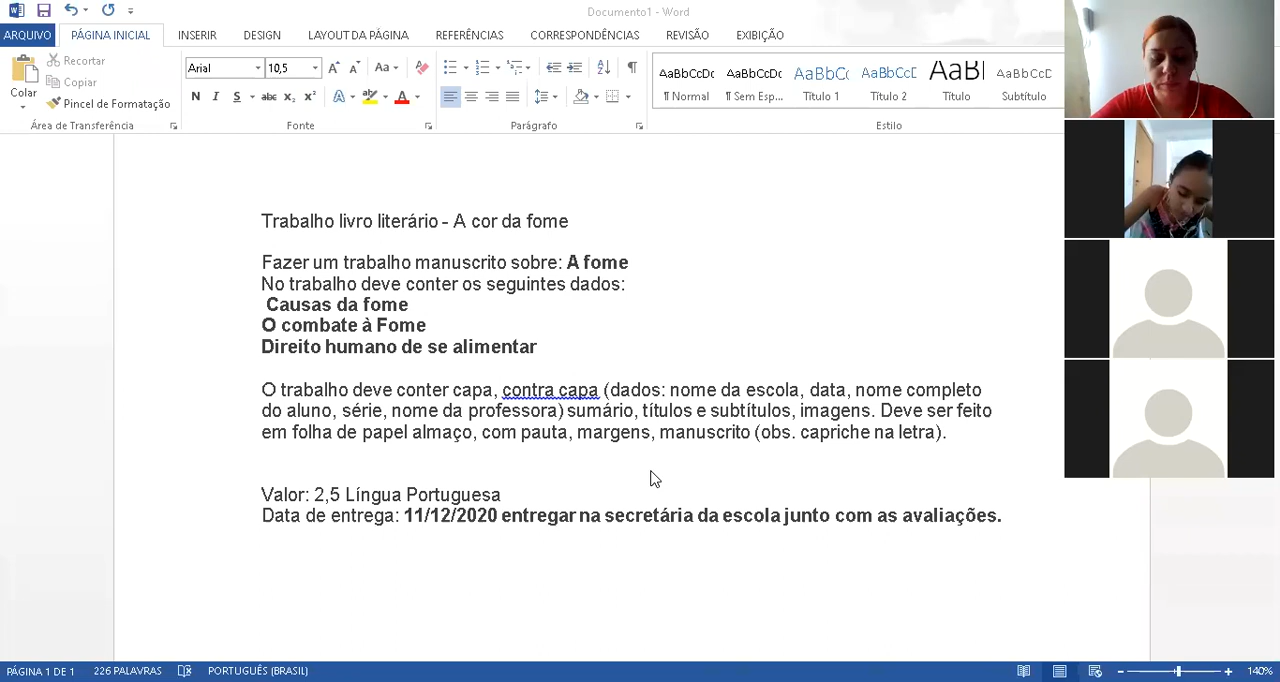 Documento1 - Word
ARQUIVO PÁGINA INICIAL INSERIR DESIGN LAYOUT DA PÁGINA REFERÊNCIAS CORRESPONDÊNCIAS REVISÃO EXIBIÇÃO
Colar
Recortar
Copiar
Pincel de Formatação
Área de Transferência
Arial 10,5 Aa
N I S abc x₂ x² A A
Fonte
Parágrafo
AaBbCcDc AaBbCcDc AaBbCc AaBbCcD AaBl AaBbCcD
¶ Normal ¶ Sem Esp... Título 1 Título 2 Título Subtítulo
Estilo
Trabalho livro literário - A cor da fome
Fazer um trabalho manuscrito sobre: A fome
No trabalho deve conter os seguintes dados:
Causas da fome
O combate à Fome
Direito humano de se alimentar
O trabalho deve conter capa, contra capa (dados: nome da escola, data, nome completo
do aluno, série, nome da professora) sumário, títulos e subtítulos, imagens. Deve ser feito
em folha de papel almaço, com pauta, margens, manuscrito (obs. capriche na letra).
Valor: 2,5 Língua Portuguesa
Data de entrega: 11/12/2020 entregar na secretária da escola junto com as avaliações.
PÁGINA 1 DE 1 226 PALAVRAS PORTUGUÊS (BRASIL) 140%